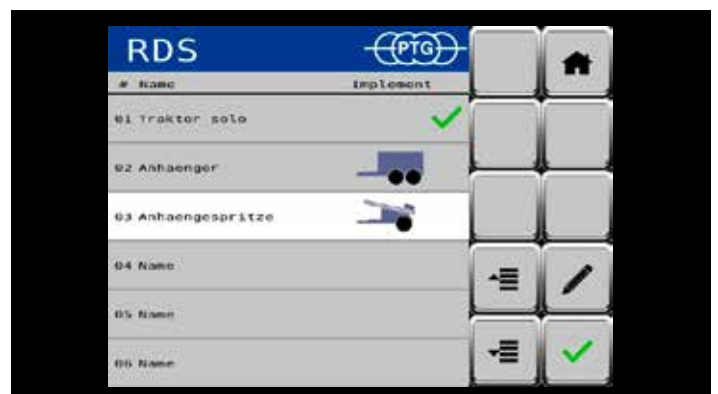 RDS PTG
# Name Implement
01 Traktor solo
02 Anhaenger
03 Anhaengespritze
04 Name
05 Name
06 Name